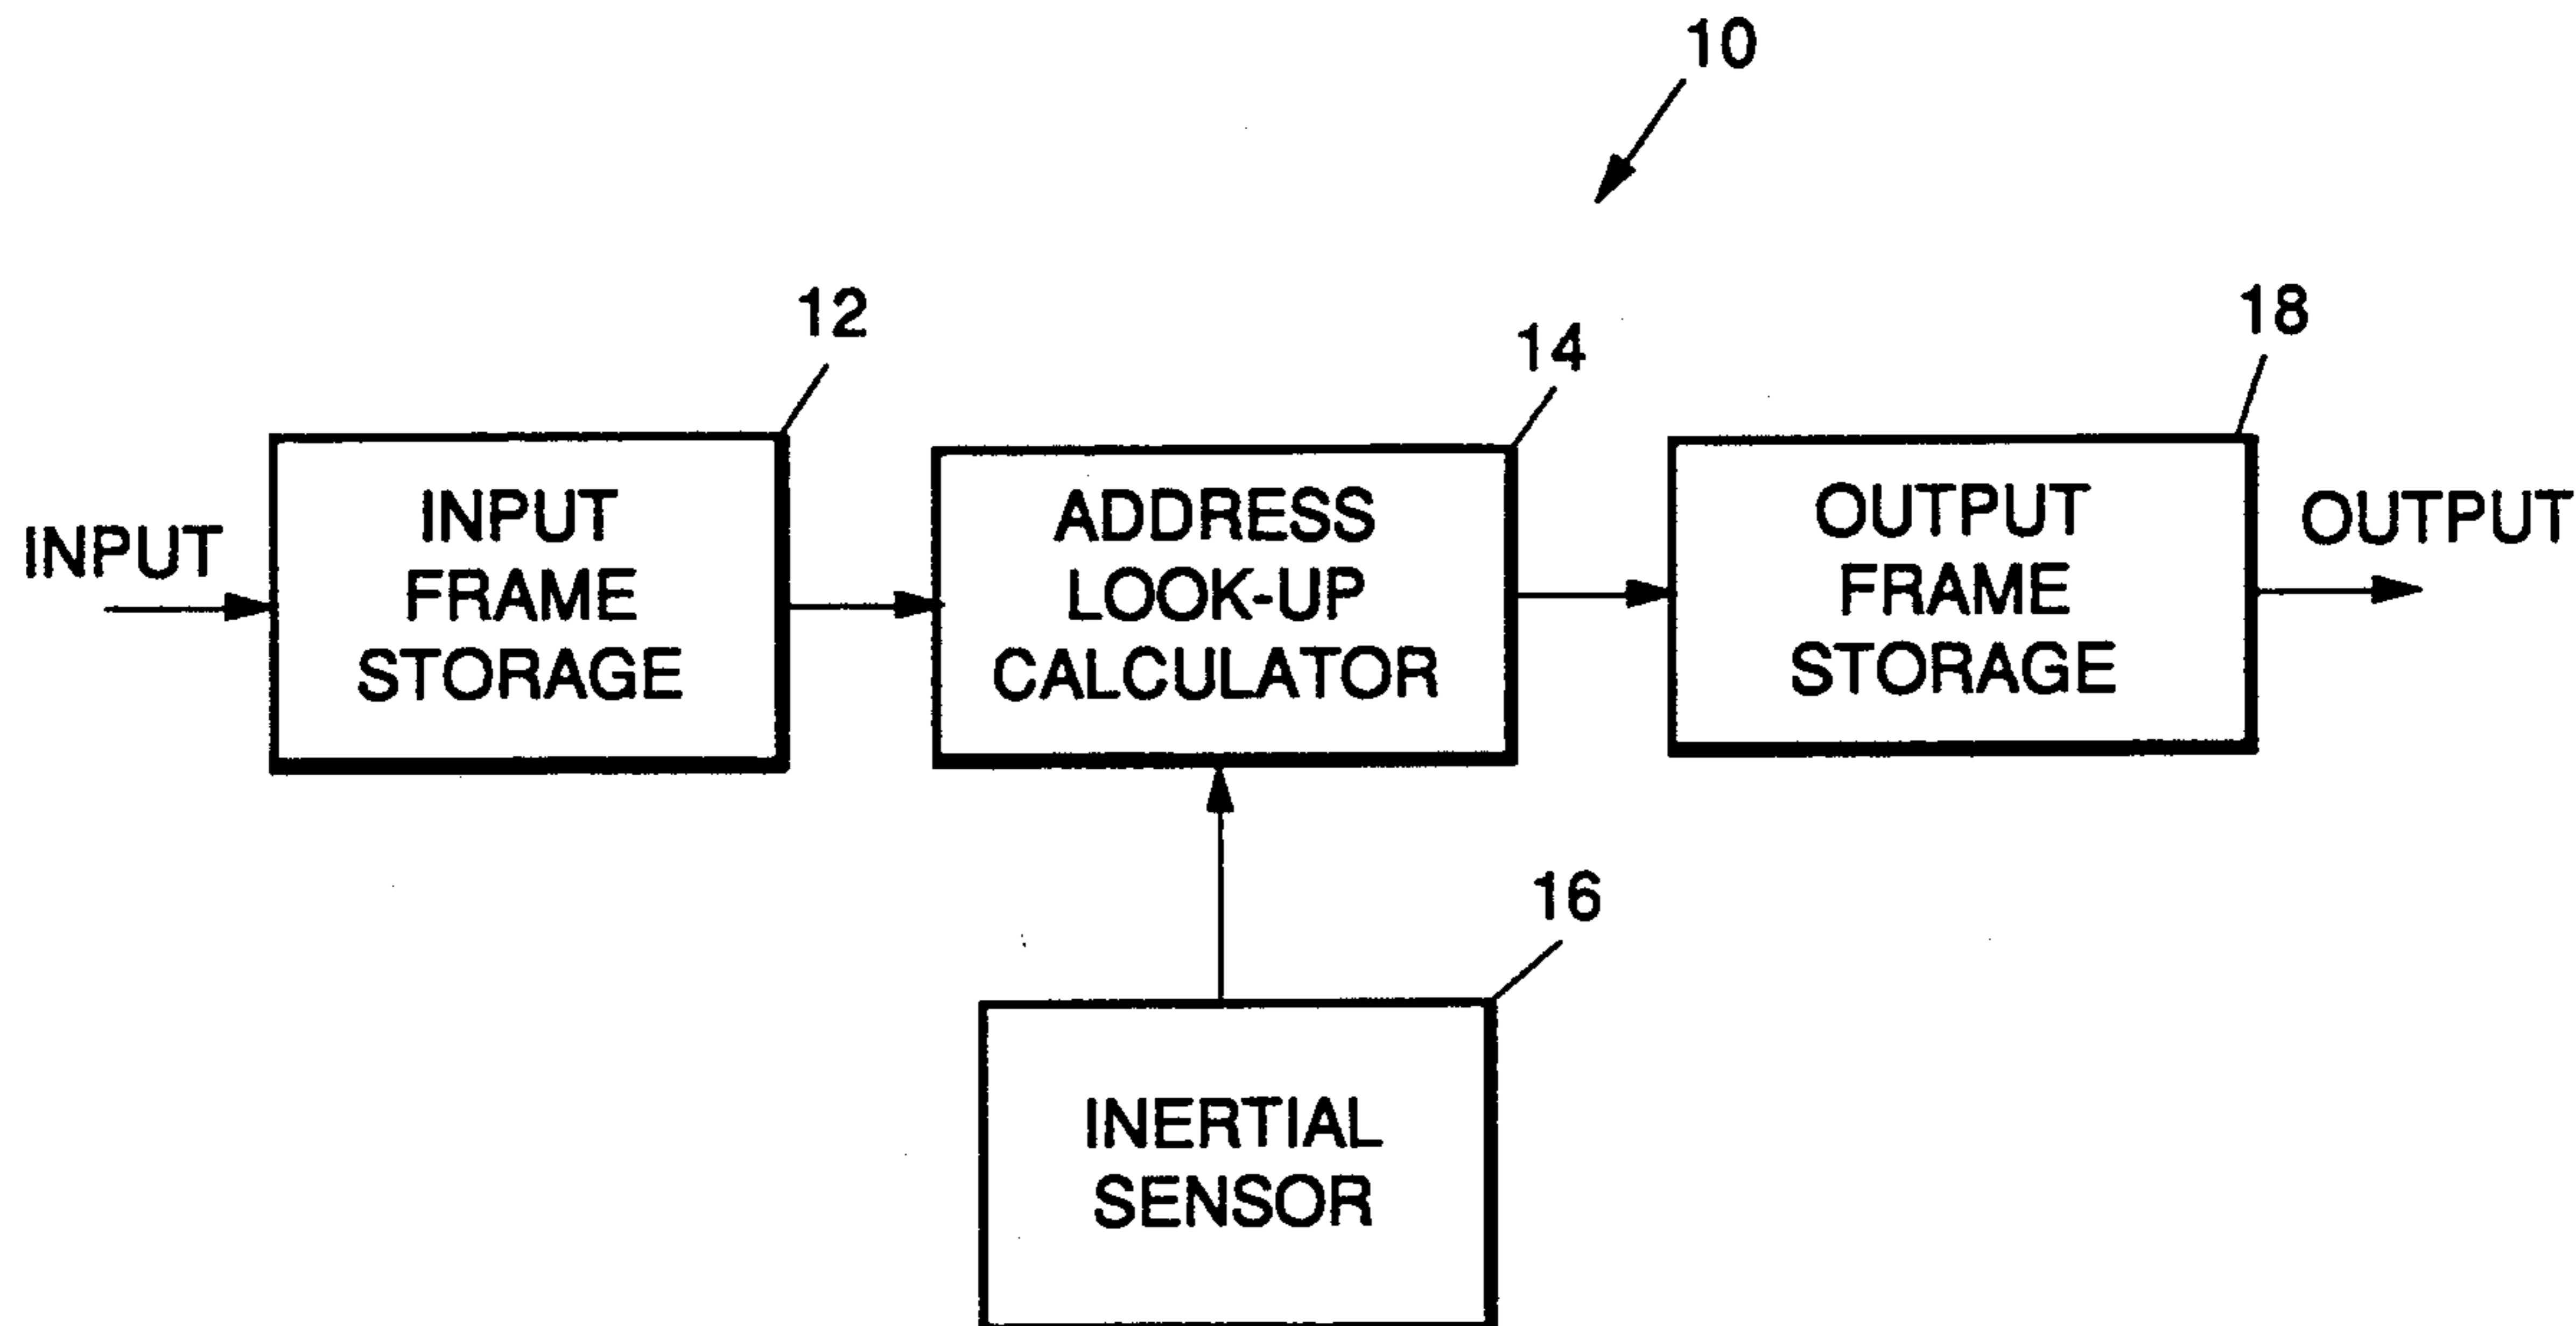 10
12
14
18
INPUT
INPUT
FRAME
STORAGE
ADDRESS
LOOK-UP
CALCULATOR
OUTPUT
FRAME
STORAGE
OUTPUT
16
INERTIAL
SENSOR